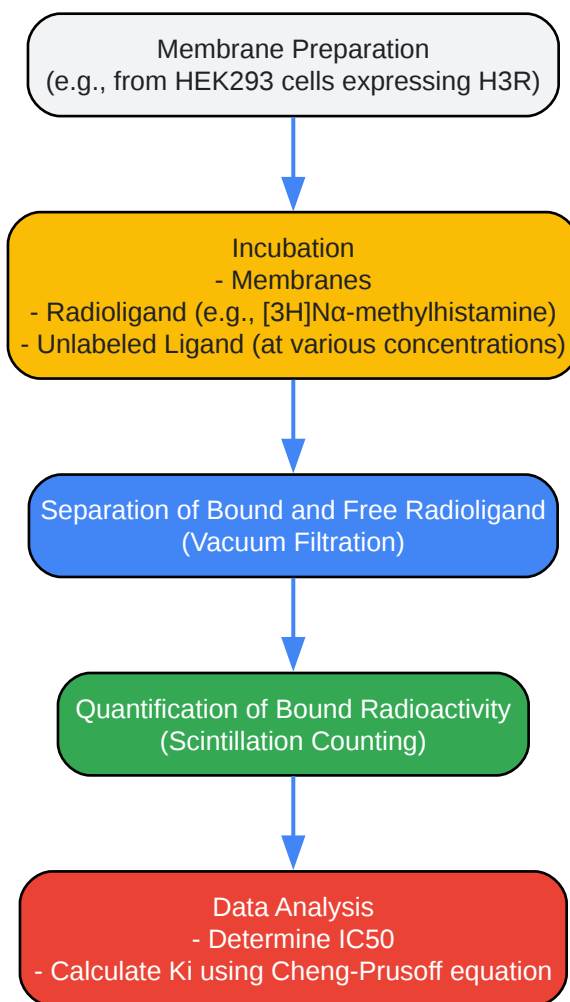 Membrane Preparation
(e.g., from HEK293 cells expressing H3R)
Incubation
- Membranes
- Radioligand (e.g., [3H]Nα-methylhistamine)
- Unlabeled Ligand (at various concentrations)
Separation of Bound and Free Radioligand
(Vacuum Filtration)
Quantification of Bound Radioactivity
(Scintillation Counting)
Data Analysis
- Determine IC50
- Calculate Ki using Cheng-Prusoff equation